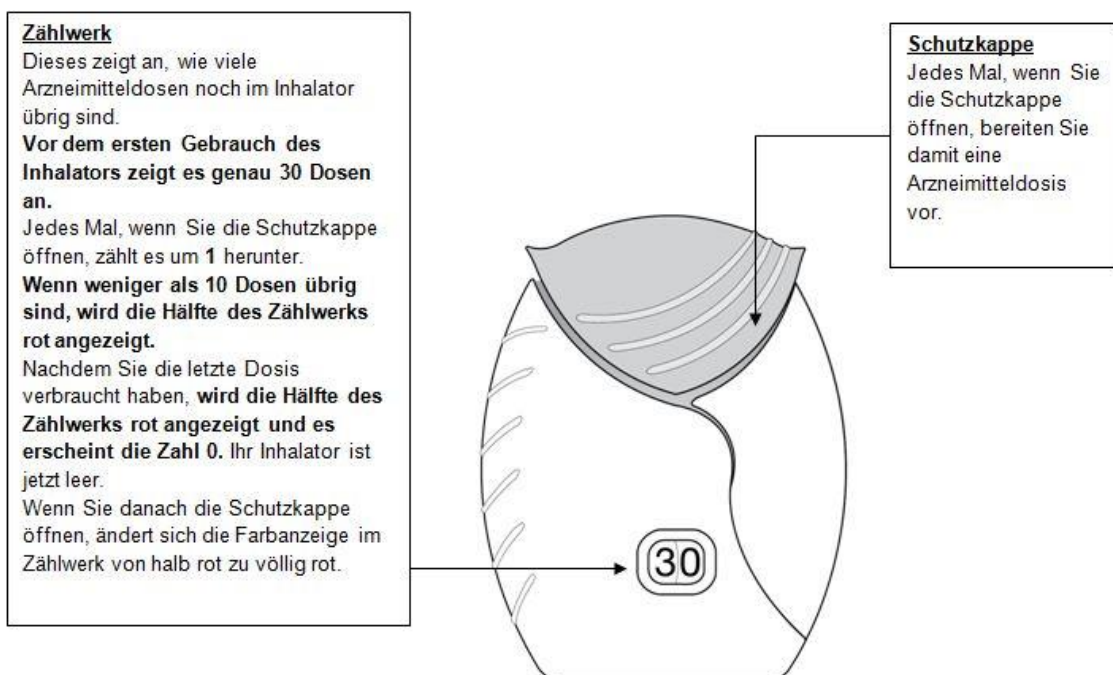 Zählwerk
Dieses zeigt an, wie viele
Arzneimitteldosen noch im Inhalator
übrig sind.
Vor dem ersten Gebrauch des
Inhalators zeigt es genau 30 Dosen
an.
Jedes Mal, wenn Sie die Schutzkappe
öffnen, zählt es um 1 herunter.
Wenn weniger als 10 Dosen übrig
sind, wird die Hälfte des Zählwerks
rot angezeigt.
Nachdem Sie die letzte Dosis
verbraucht haben, wird die Hälfte des
Zählwerks rot angezeigt und es
erscheint die Zahl 0. Ihr Inhalator ist
jetzt leer.
Wenn Sie danach die Schutzkappe
öffnen, ändert sich die Farbanzeige im
Zählwerk von halb rot zu völlig rot.
Schutzkappe
Jedes Mal, wenn Sie
die Schutzkappe
öffnen, bereiten Sie
damit eine
Arzneimitteldosis
vor.
30